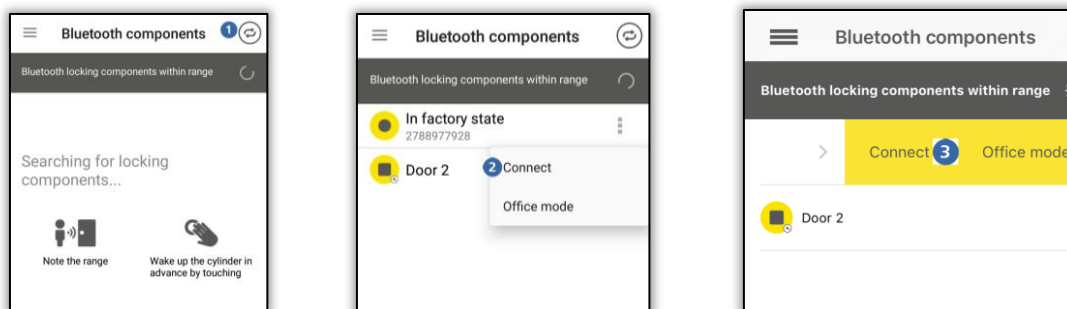 Bluetooth components 1
Bluetooth locking components within range
Searching for locking
components...
Note the range
Wake up the cylinder in
advance by touching
Bluetooth components
Bluetooth locking components within range
In factory state
2788977928
Door 2
2 Connect
Office mode
Bluetooth components
Bluetooth locking components within range
Connect 3 Office mode
Door 2